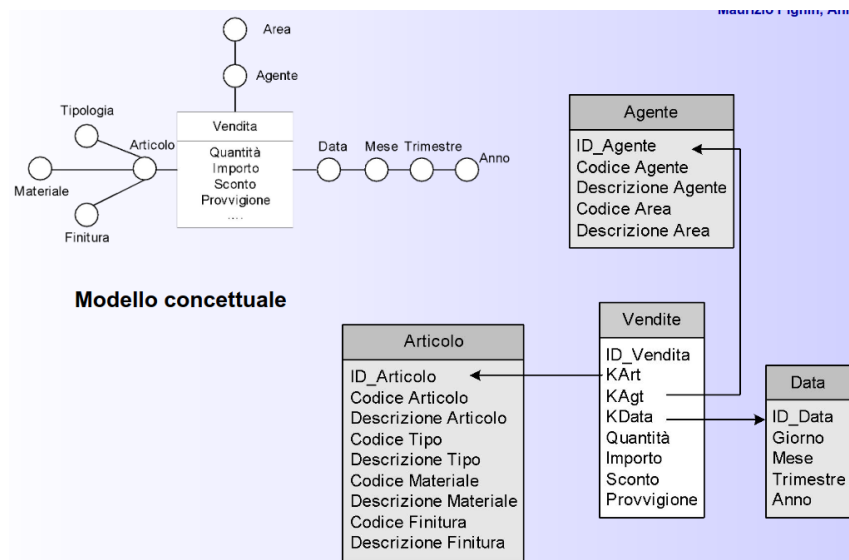 Area
Agente
Tipologia
Articolo
Materiale
Finitura
Vendita
Quantità
Importo
Sconto
Provvigione
....
Data
Mese
Trimestre
Anno
Modello concettuale
Agente
ID_Agente
Codice Agente
Descrizione Agente
Codice Area
Descrizione Area
Articolo
ID_Articolo
Codice Articolo
Descrizione Articolo
Codice Tipo
Descrizione Tipo
Codice Materiale
Descrizione Materiale
Codice Finitura
Descrizione Finitura
Vendite
ID_Vendita
KArt
KAgt
KData
Quantità
Importo
Sconto
Provvigione
Data
ID_Data
Giorno
Mese
Trimestre
Anno